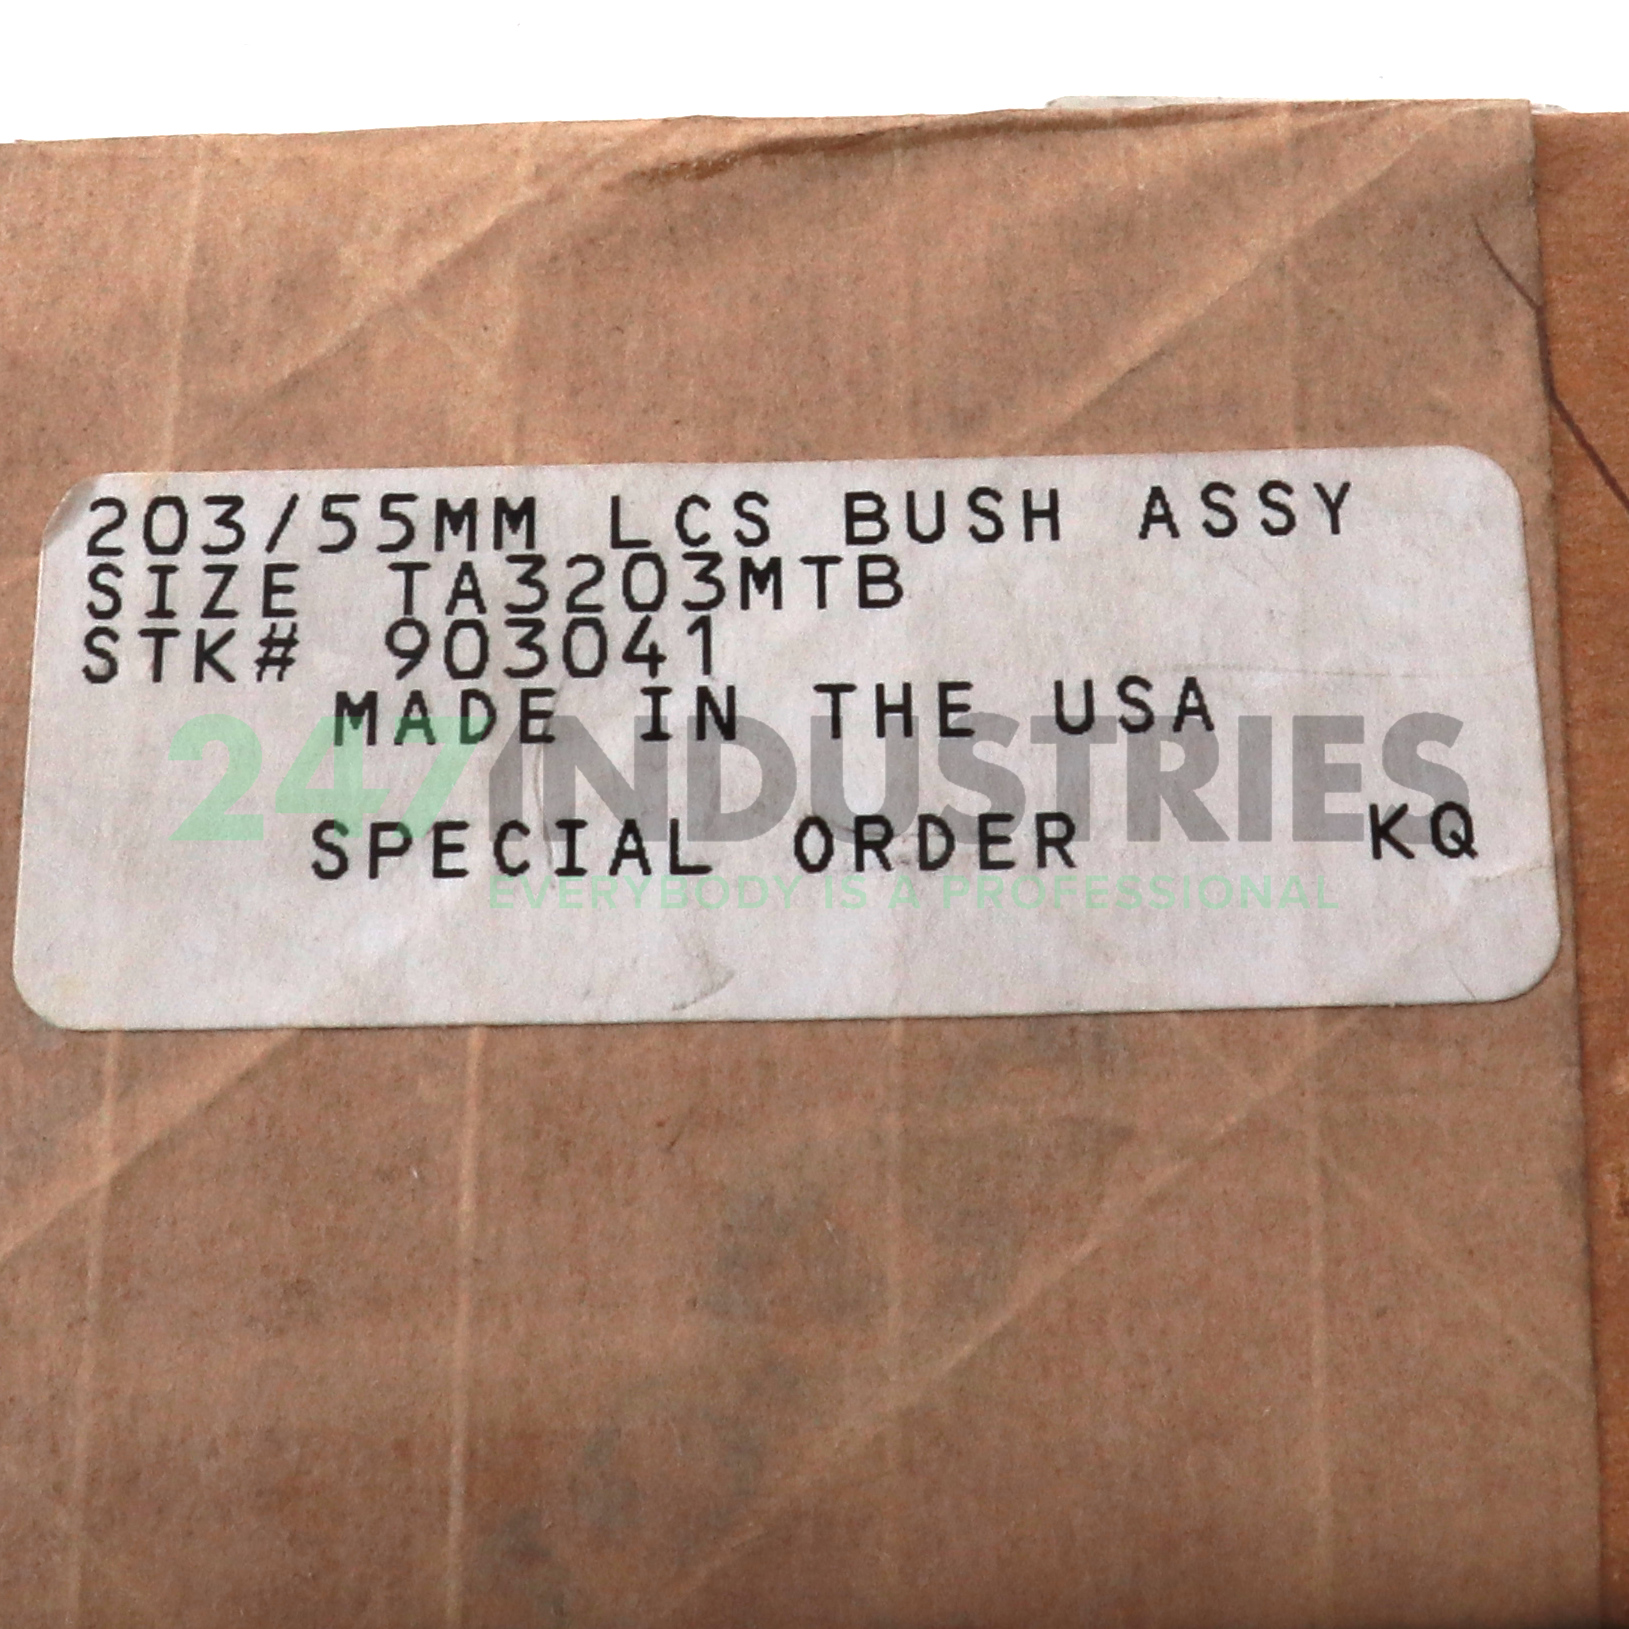 203/55MM LCS BUSH ASSY
SIZE TA3203MTB
STK# 903041
MADE IN THE USA
247INDUSTRIES
SPECIAL ORDER KQ
EVERYBODY IS A PROFESSIONAL